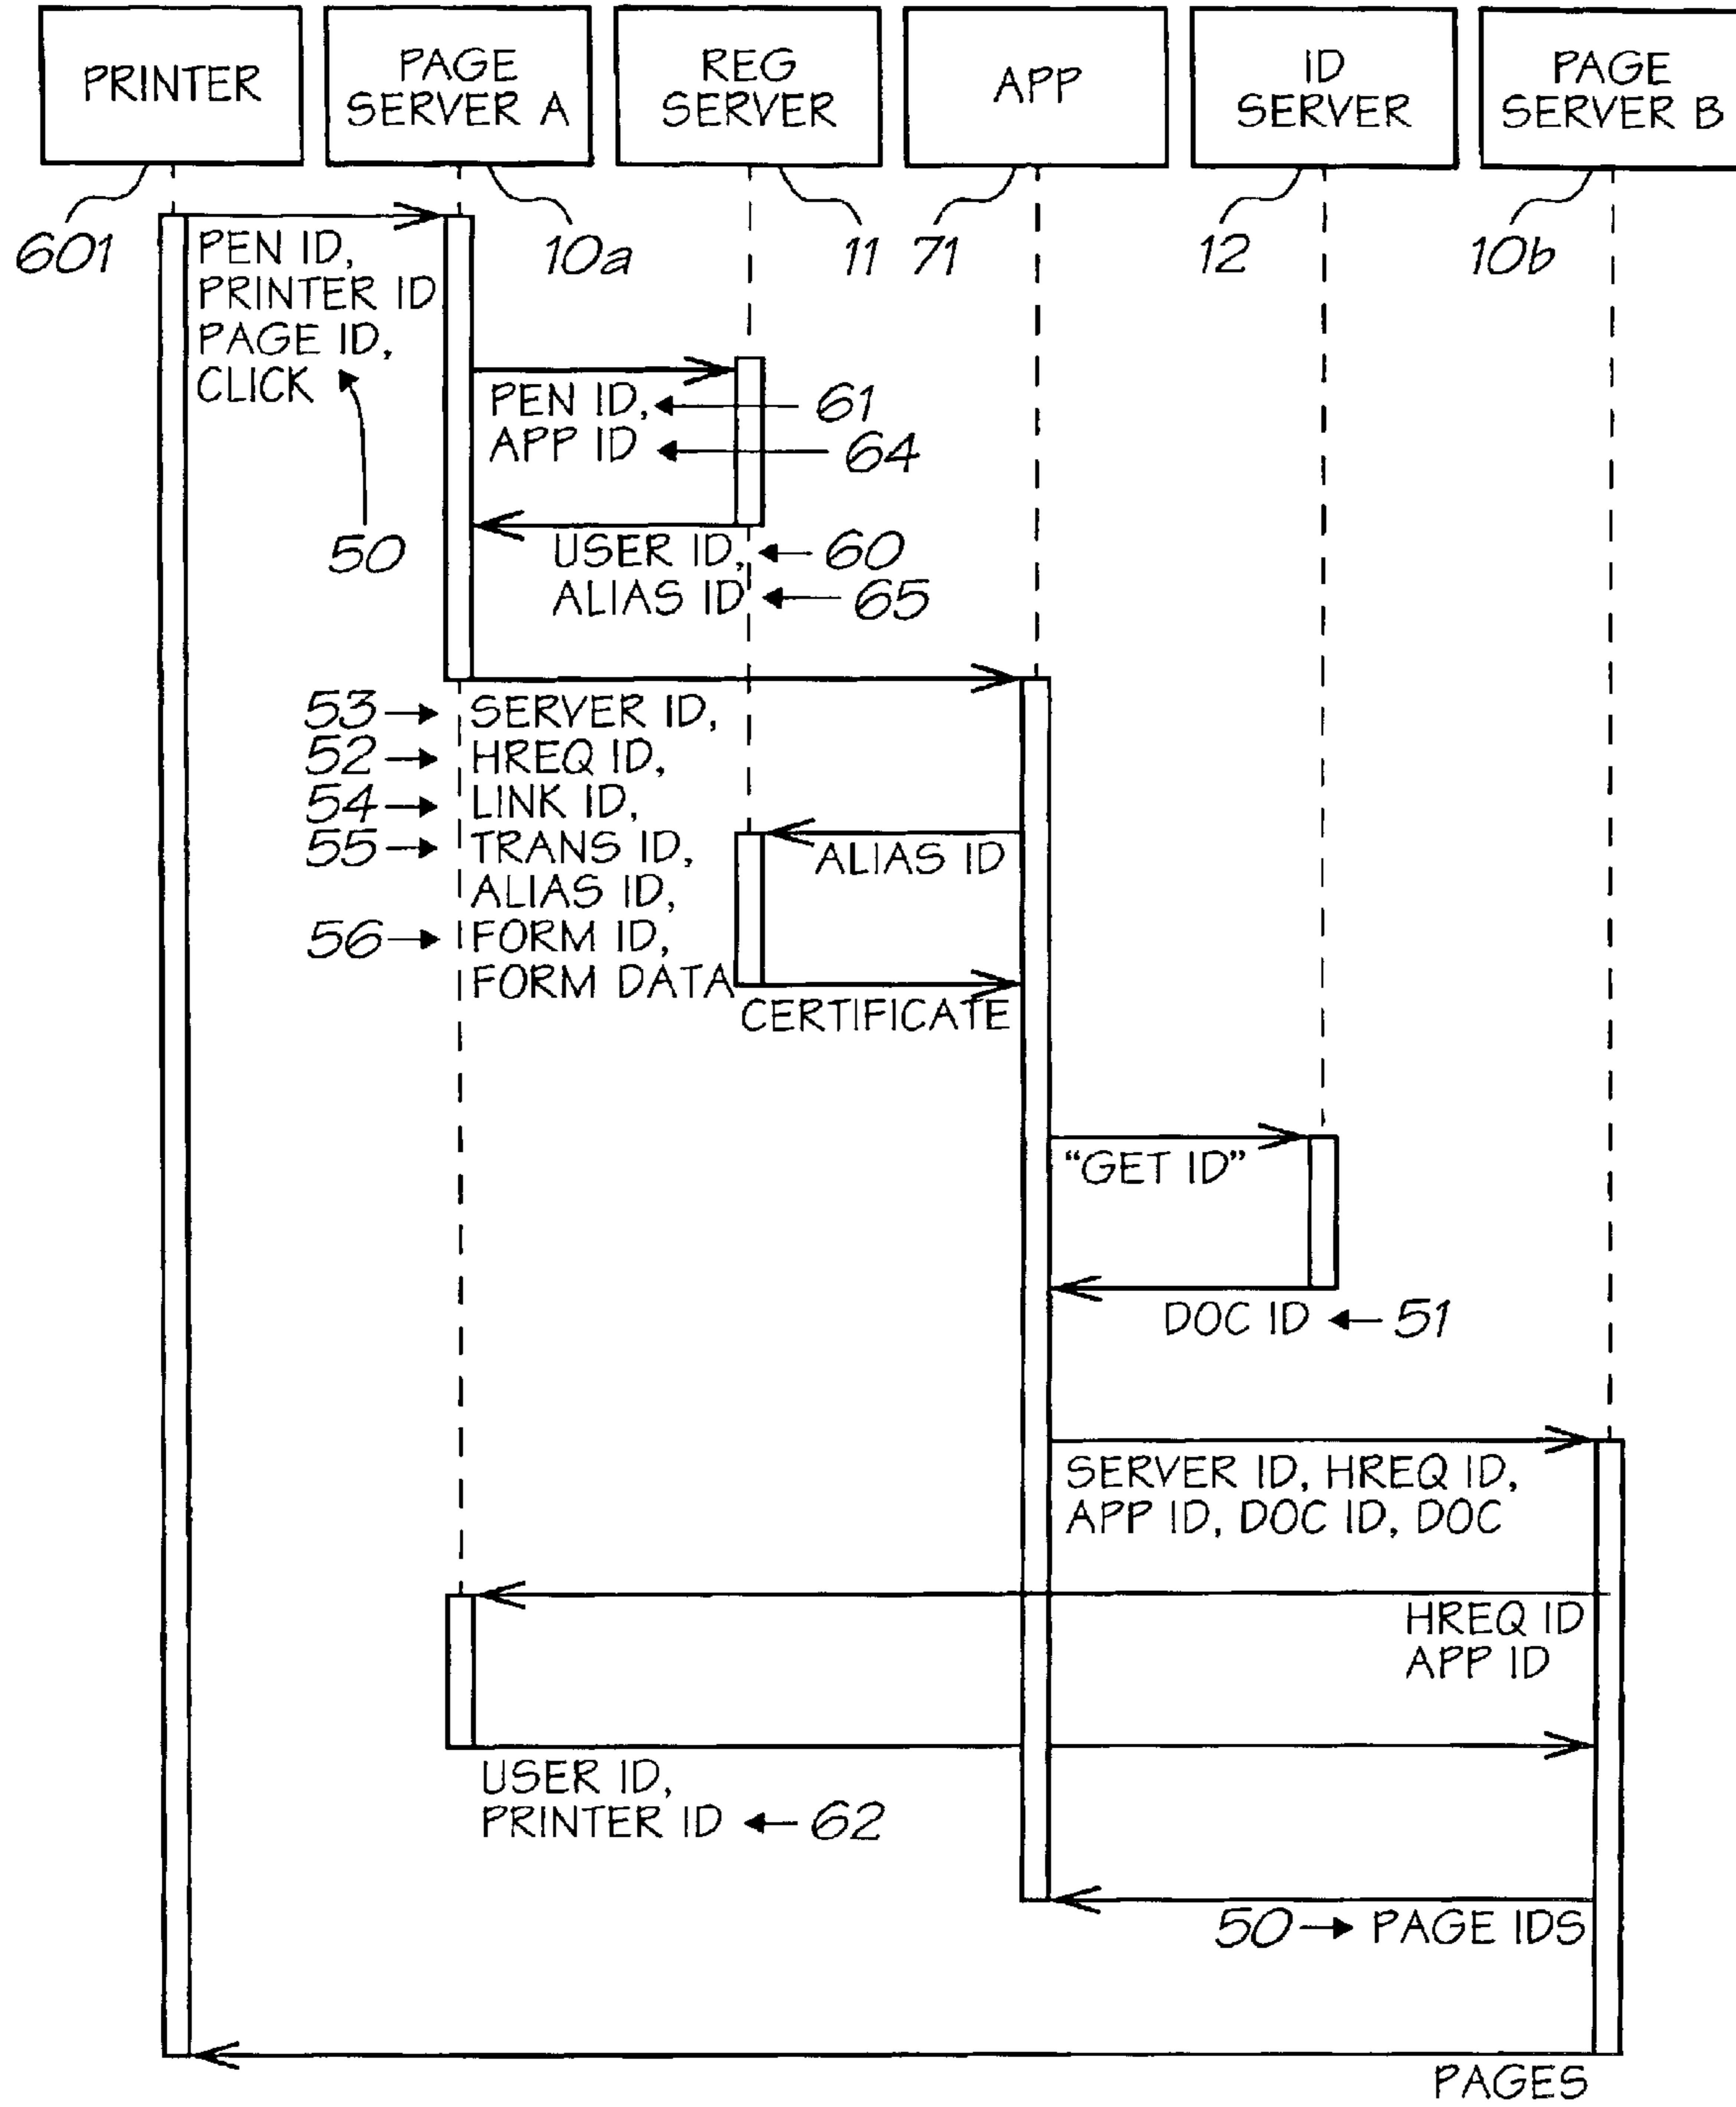 PRINTER
PAGE
SERVER A
REG
SERVER
APP
ID
SERVER
PAGE
SERVER B
601
10a
11
71
12
10b
PEN ID,
PRINTER ID
PAGE ID,
CLICK
50
PEN ID,
61
APP ID
64
USER ID,
60
ALIAS ID
65
53
SERVER ID,
52
HREQ ID,
54
LINK ID,
55
TRANS ID,
ALIAS ID,
56
FORM ID,
FORM DATA
ALIAS ID
CERTIFICATE
“GET ID”
DOC ID
51
SERVER ID, HREQ ID,
APP ID, DOC ID, DOC
HREQ ID
APP ID
USER ID,
PRINTER ID
62
50
PAGE IDS
PAGES